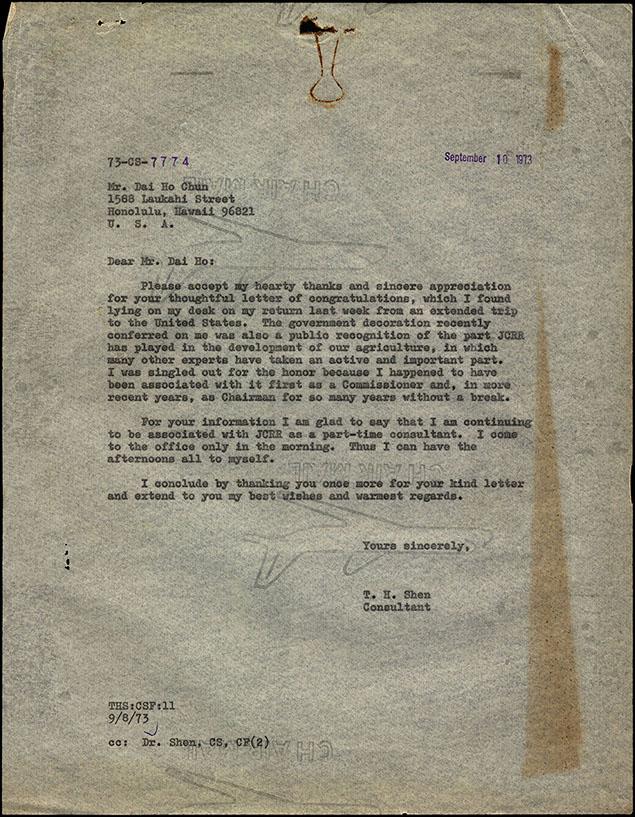 73-CS-7774
September 10 1973
Mr. Dai Ho Chun
1588 Laukahi Street
Honolulu, Hawaii 96821
U. S. A.
Dear Mr. Dai Ho:
Please accept my hearty thanks and sincere appreciation
for your thoughtful letter of congratulations, which I found
lying on my desk on my return last week from an extended trip
to the United States. The government decoration recently
conferred on me was also a public recognition of the part JCRR
has played in the development of our agriculture, in which
many other experts have taken an active and important part.
I was singled out for the honor because I happened to have
been associated with it first as a Commissioner and, in more
recent years, as Chairman for so many years without a break.
For your information I am glad to say that I am continuing
to be associated with JCRR as a part-time consultant. I come
to the office only in the morning. Thus I can have the
afternoons all to myself.
I conclude by thanking you once more for your kind letter
and extend to you my best wishes and warmest regards.
Yours sincerely,
T. H. Shen
Consultant
THS:CSF:ll
9/8/73
cc: Dr. Shen, CS, CF(2)